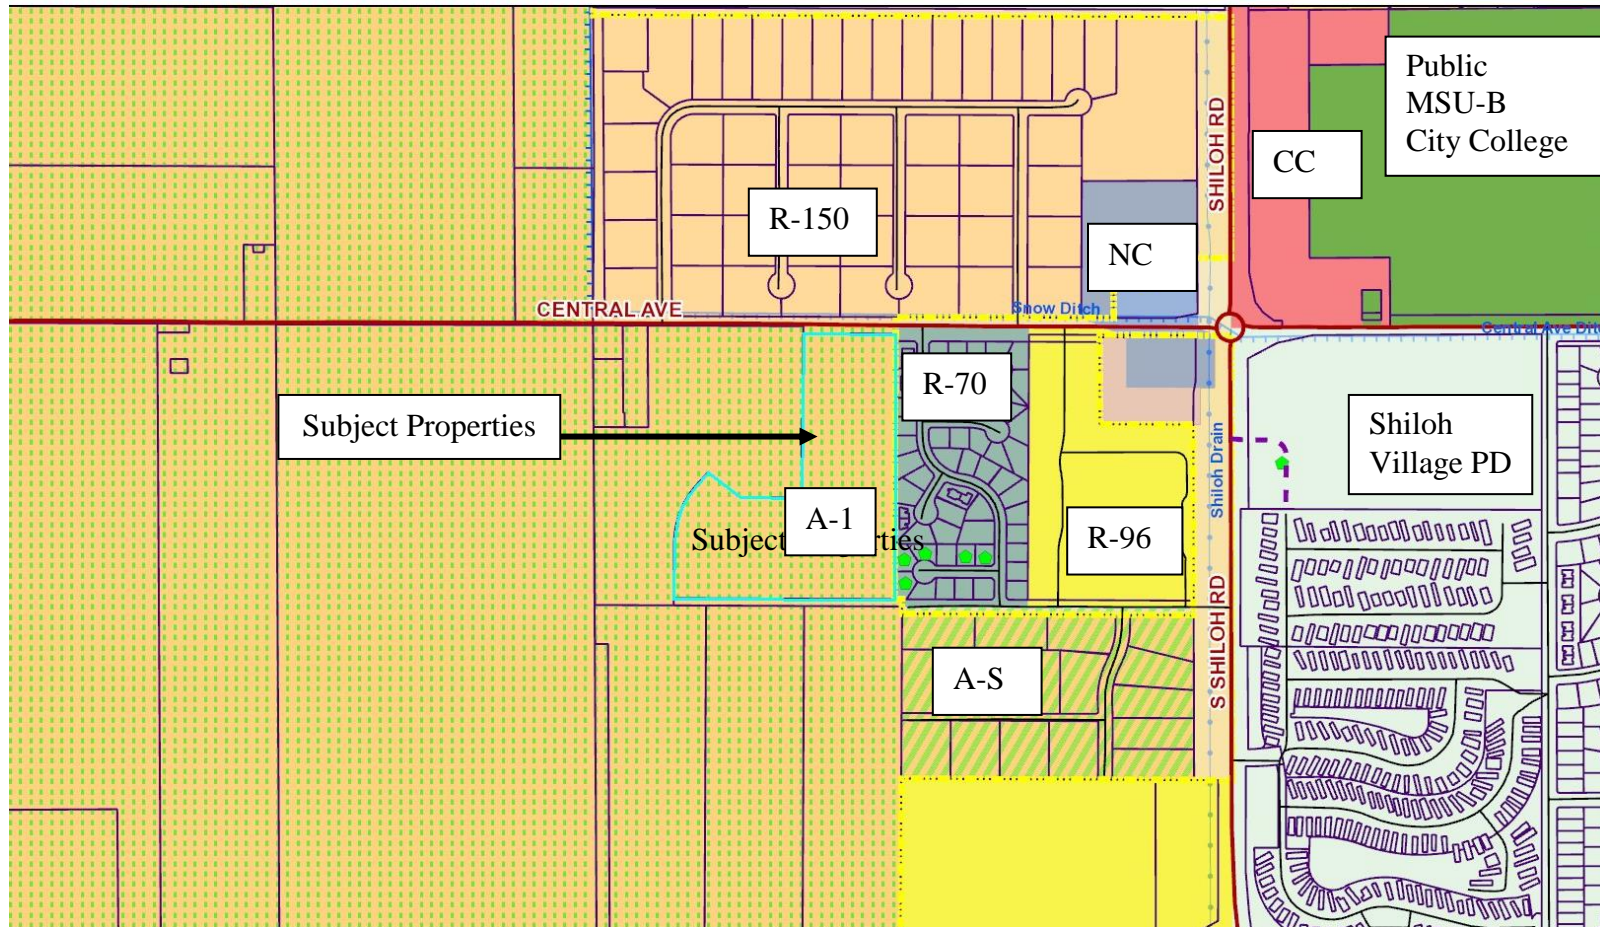 Public
MSU-B
City College
CC
SHILOH RD
R-150
NC
CENTRAL AVE
Snow Ditch
Central Ave Ditc
R-70
Subject Properties
Shiloh
Village PD
Shiloh Drain
A-1
Subject
rties
R-96
S SHILOH RD
A-S